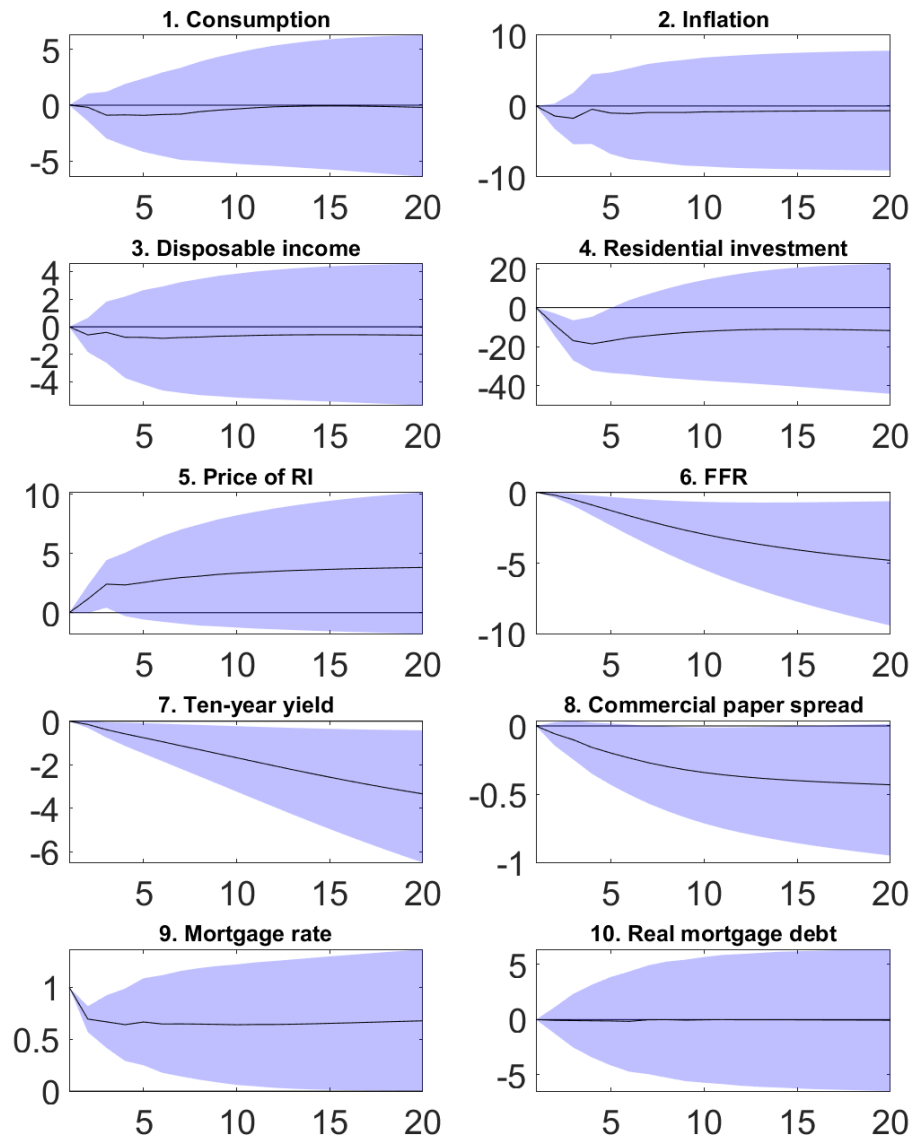 1. Consumption
5
0
-5
5 10 15 20
2. Inflation
10
0
-10
5 10 15 20
3. Disposable income
4
2
0
-2
-4
5 10 15 20
4. Residential investment
20
0
-20
-40
5 10 15 20
5. Price of RI
10
5
0
5 10 15 20
6. FFR
0
-5
-10
5 10 15 20
7. Ten-year yield
0
-2
-4
-6
5 10 15 20
8. Commercial paper spread
0
-0.5
-1
5 10 15 20
9. Mortgage rate
1
0.5
0
5 10 15 20
10. Real mortgage debt
5
0
-5
5 10 15 20